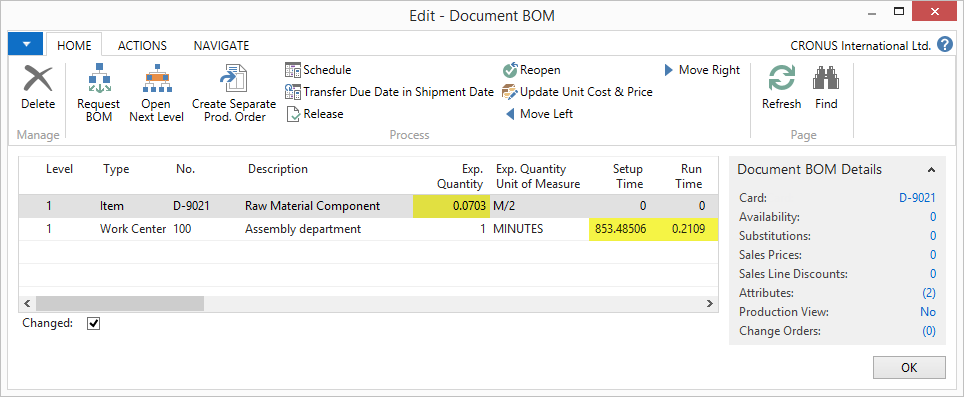 Edit - Document BOM
HOME ACTIONS NAVIGATE CRONUS International Ltd. ?
Delete
Manage
Request BOM
Open Next Level
Create Separate Prod. Order
Schedule
Transfer Due Date in Shipment Date
Release
Reopen
Update Unit Cost & Price
Move Left
Move Right
Process
Refresh
Find
Page
Level Type No. Description Exp. Quantity Exp. Quantity Unit of Measure Setup Time Run Time
1 Item D-9021 Raw Material Component 0.0703 M/2 0 0
1 Work Center 100 Assembly department 1 MINUTES 853.48506 0.2109
Changed:
Document BOM Details
Card: D-9021
Availability: 0
Substitutions: 0
Sales Prices: 0
Sales Line Discounts: 0
Attributes: (2)
Production View: No
Change Orders: (0)
OK